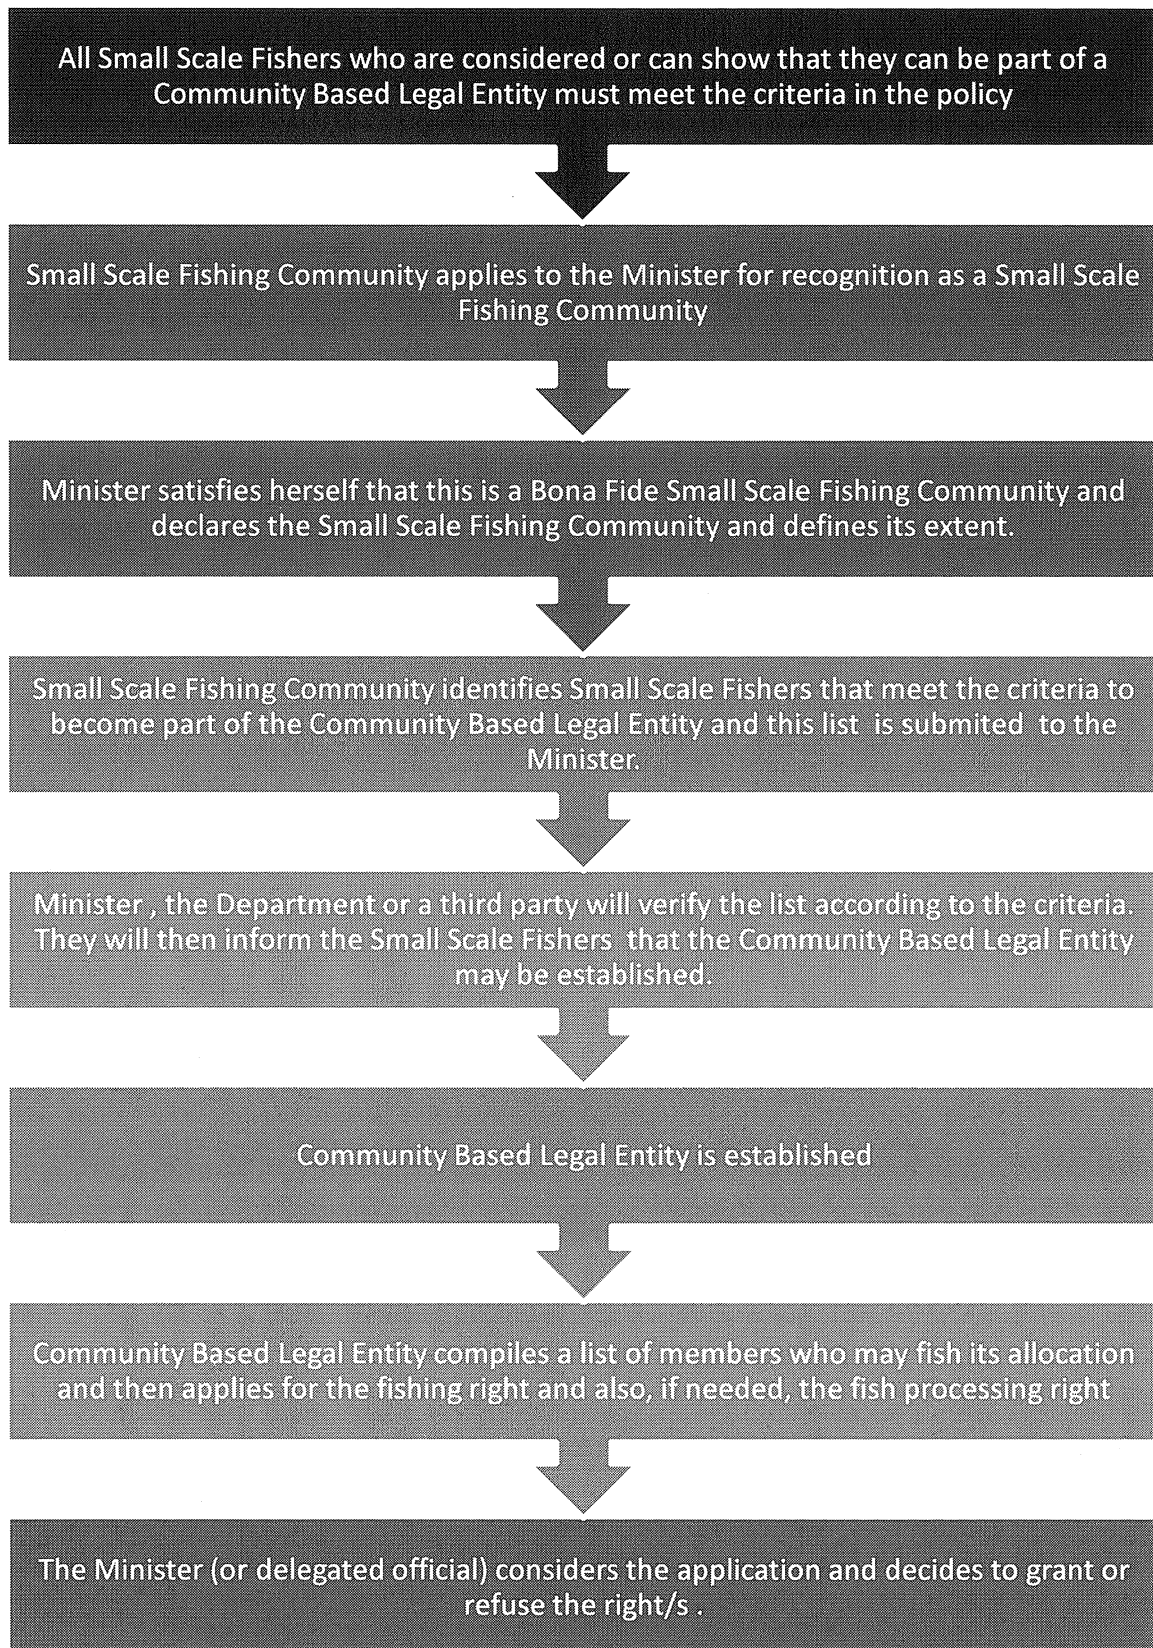 All Small Scale Fishers who are considered or can show that they can be part of a
Community Based Legal Entity must meet the criteria in the policy
Small Scale Fishing Community applies to the Minister for recognition as a Small Scale
Fishing Community
Minister satisfies herself that this is a Bona Fide Small Scale Fishing Community and
declares the Small Scale Fishing Community and defines its extent.
Small Scale Fishing Community identifies Small Scale Fishers that meet the criteria to
become part of the Community Based Legal Entity and this list is submited to the
Minister.
Minister , the Department or a third party will verify the list according to the criteria.
They will then inform the Small Scale Fishers that the Community Based Legal Entity
may be established.
Community Based Legal Entity is established
Community Based Legal Entity compiles a list of members who may fish its allocation
and then applies for the fishing right and also, if needed, the fish processing right
The Minister (or delegated official) considers the application and decides to grant or
refuse the right/s .